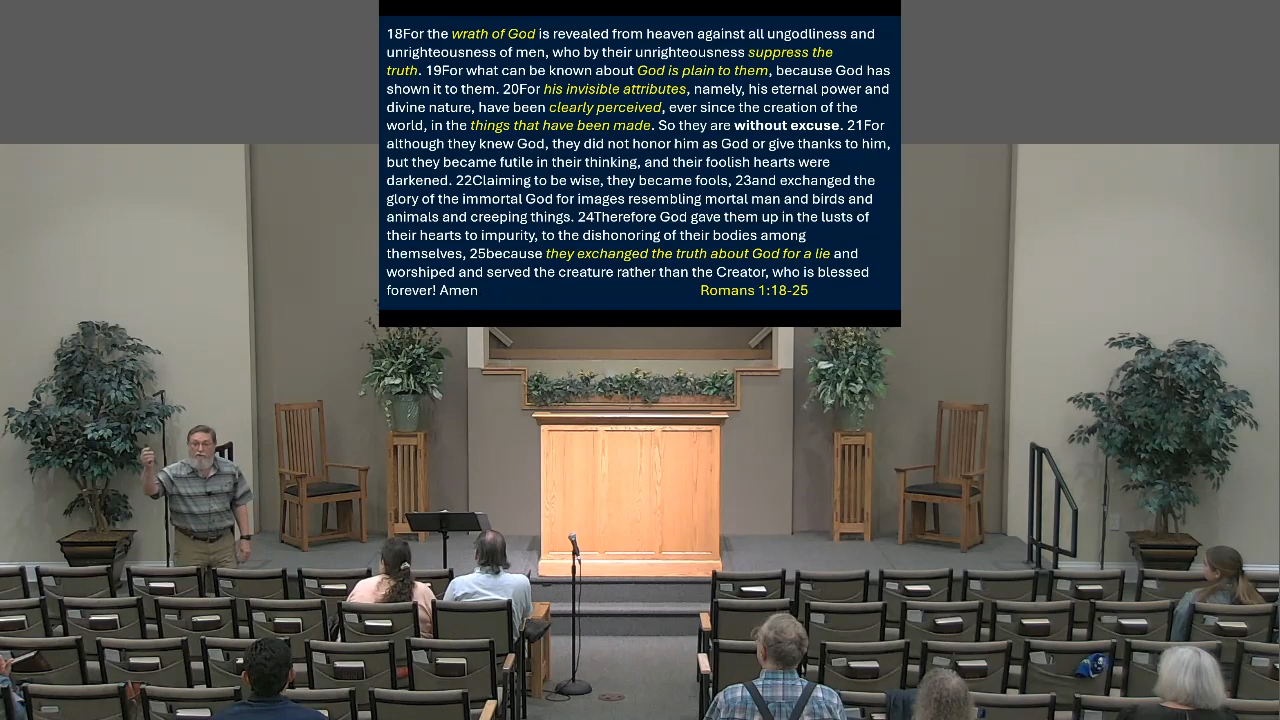 18For the wrath of God is revealed from heaven against all ungodliness and
unrighteousness of men, who by their unrighteousness suppress the
truth. 19For what can be known about God is plain to them, because God has
shown it to them. 20For his invisible attributes, namely, his eternal power and
divine nature, have been clearly perceived, ever since the creation of the
world, in the things that have been made. So they are without excuse. 21For
although they knew God, they did not honor him as God or give thanks to him,
but they became futile in their thinking, and their foolish hearts were
darkened. 22Claiming to be wise, they became fools, 23and exchanged the
glory of the immortal God for images resembling mortal man and birds and
animals and creeping things. 24Therefore God gave them up in the lusts of
their hearts to impurity, to the dishonoring of their bodies among
themselves, 25because they exchanged the truth about God for a lie and
worshiped and served the creature rather than the Creator, who is blessed
forever! Amen Romans 1:18-25